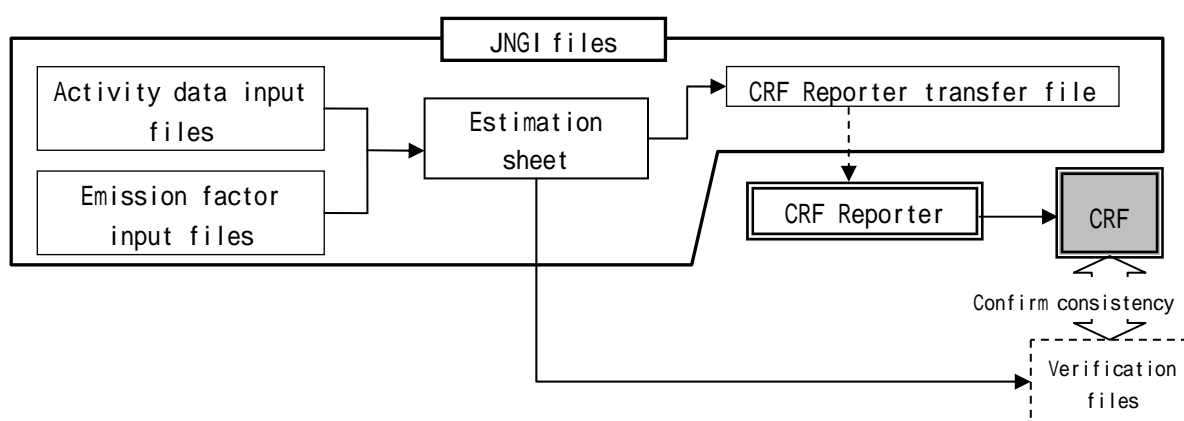 JNGI files
Activity data input
files
Emission factor
input files
Estimation
sheet
CRF Reporter transfer file
CRF Reporter
CRF
Confirm consistency
Verification
files